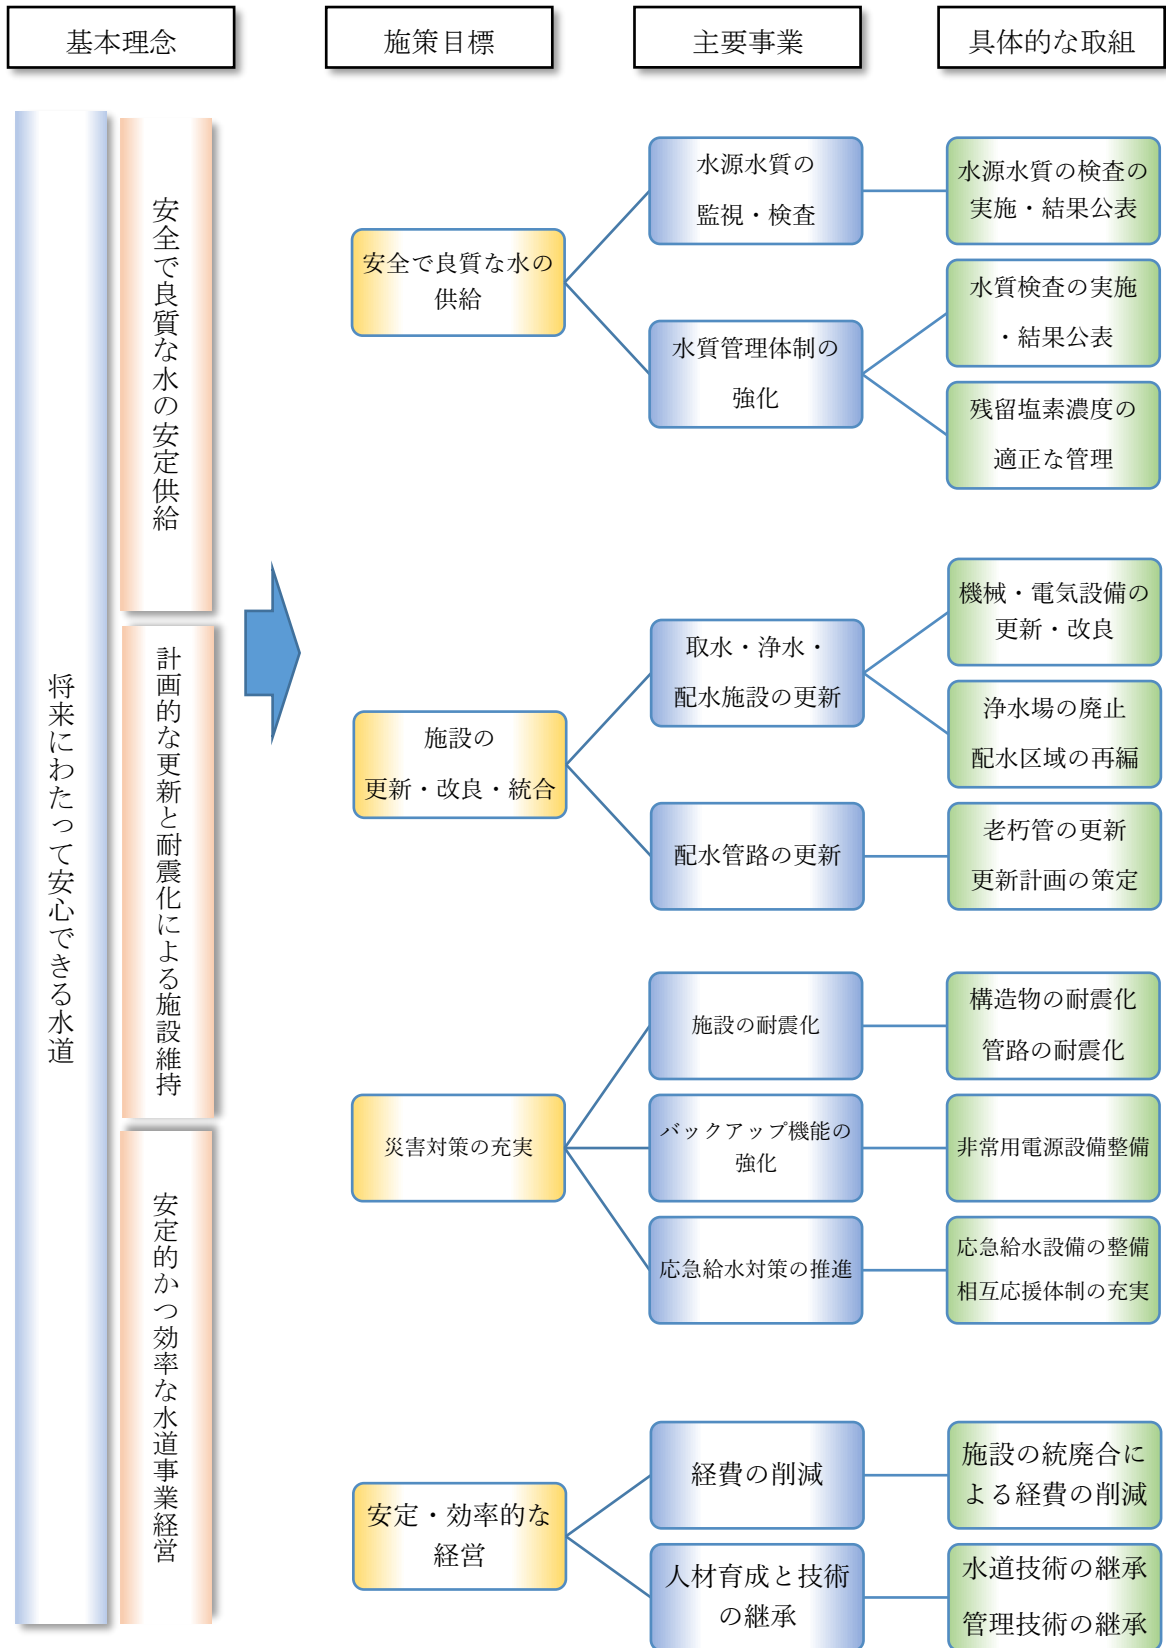 基本理念
施策目標
主要事業
具体的な取組
将来にわたって安心できる水道
安全で良質な水の安定供給
計画的な更新と耐震化による施設維持
安定的かつ効率な水道事業経営
安全で良質な水の
供給
水源水質の
監視・検査
水源水質の検査の
実施・結果公表
水質管理体制の
強化
水質検査の実施
・結果公表
残留塩素濃度の
適正な管理
施設の
更新・改良・統合
取水・浄水・
配水施設の更新
機械・電気設備の
更新・改良
浄水場の廃止
配水区域の再編
配水管路の更新
老朽管の更新
更新計画の策定
災害対策の充実
施設の耐震化
構造物の耐震化
管路の耐震化
バックアップ機能の
強化
非常用電源設備整備
応急給水対策の推進
応急給水設備の整備
相互応援体制の充実
安定・効率的な
経営
経費の削減
施設の統廃合に
よる経費の削減
人材育成と技術
の継承
水道技術の継承
管理技術の継承